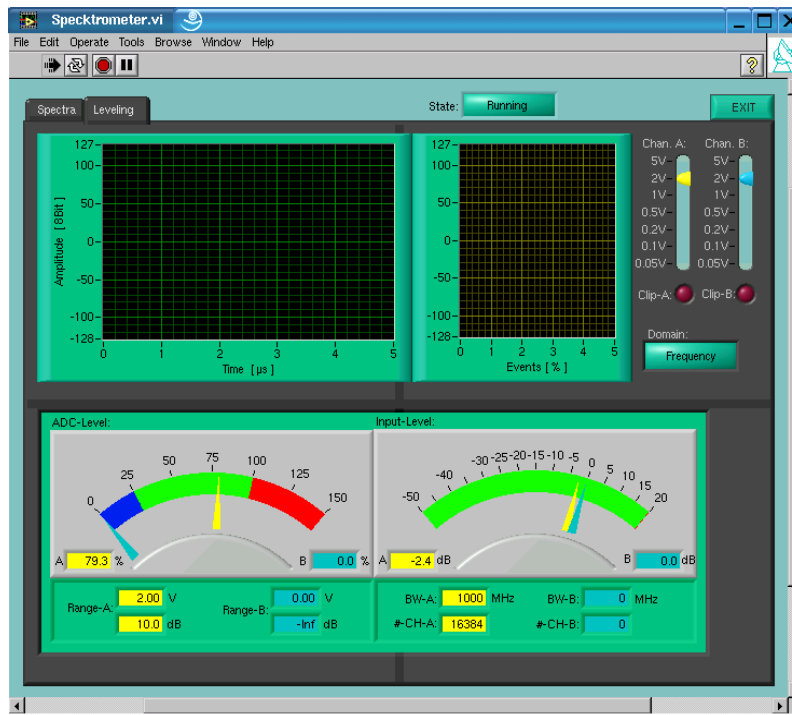 Specktrometer.vi
File Edit Operate Tools Browse Window Help
Spectra Leveling State: Running EXIT
127
100
50
0
-50
-100
-128
Amplitude [8Bit]
0 1 2 3 4 5
Time [µs]
127
100
50
0
-50
-100
-128
0 1 2 3 4 5
Events [%]
Chan. A: Chan. B:
5V 5V
2V 2V
1V 1V
0.5V 0.5V
0.2V 0.2V
0.1V 0.1V
0.05V 0.05V
Clip-A: Clip-B:
Domain:
Frequency
ADC-Level:
0 25 50 75 100 125 150
A 79.3 % B 0.0 %
Range-A: 2.00 V Range-B: 0.00 V
10.0 dB -Inf dB
Input-Level:
-50 -40 -30 -25 -20 -15 -10 -5 0 5 10 15 20
A -2.4 dB B 0.0 dB
BW-A: 1000 MHz BW-B: 0 MHz
#-CH-A: 16384 #-CH-B: 0